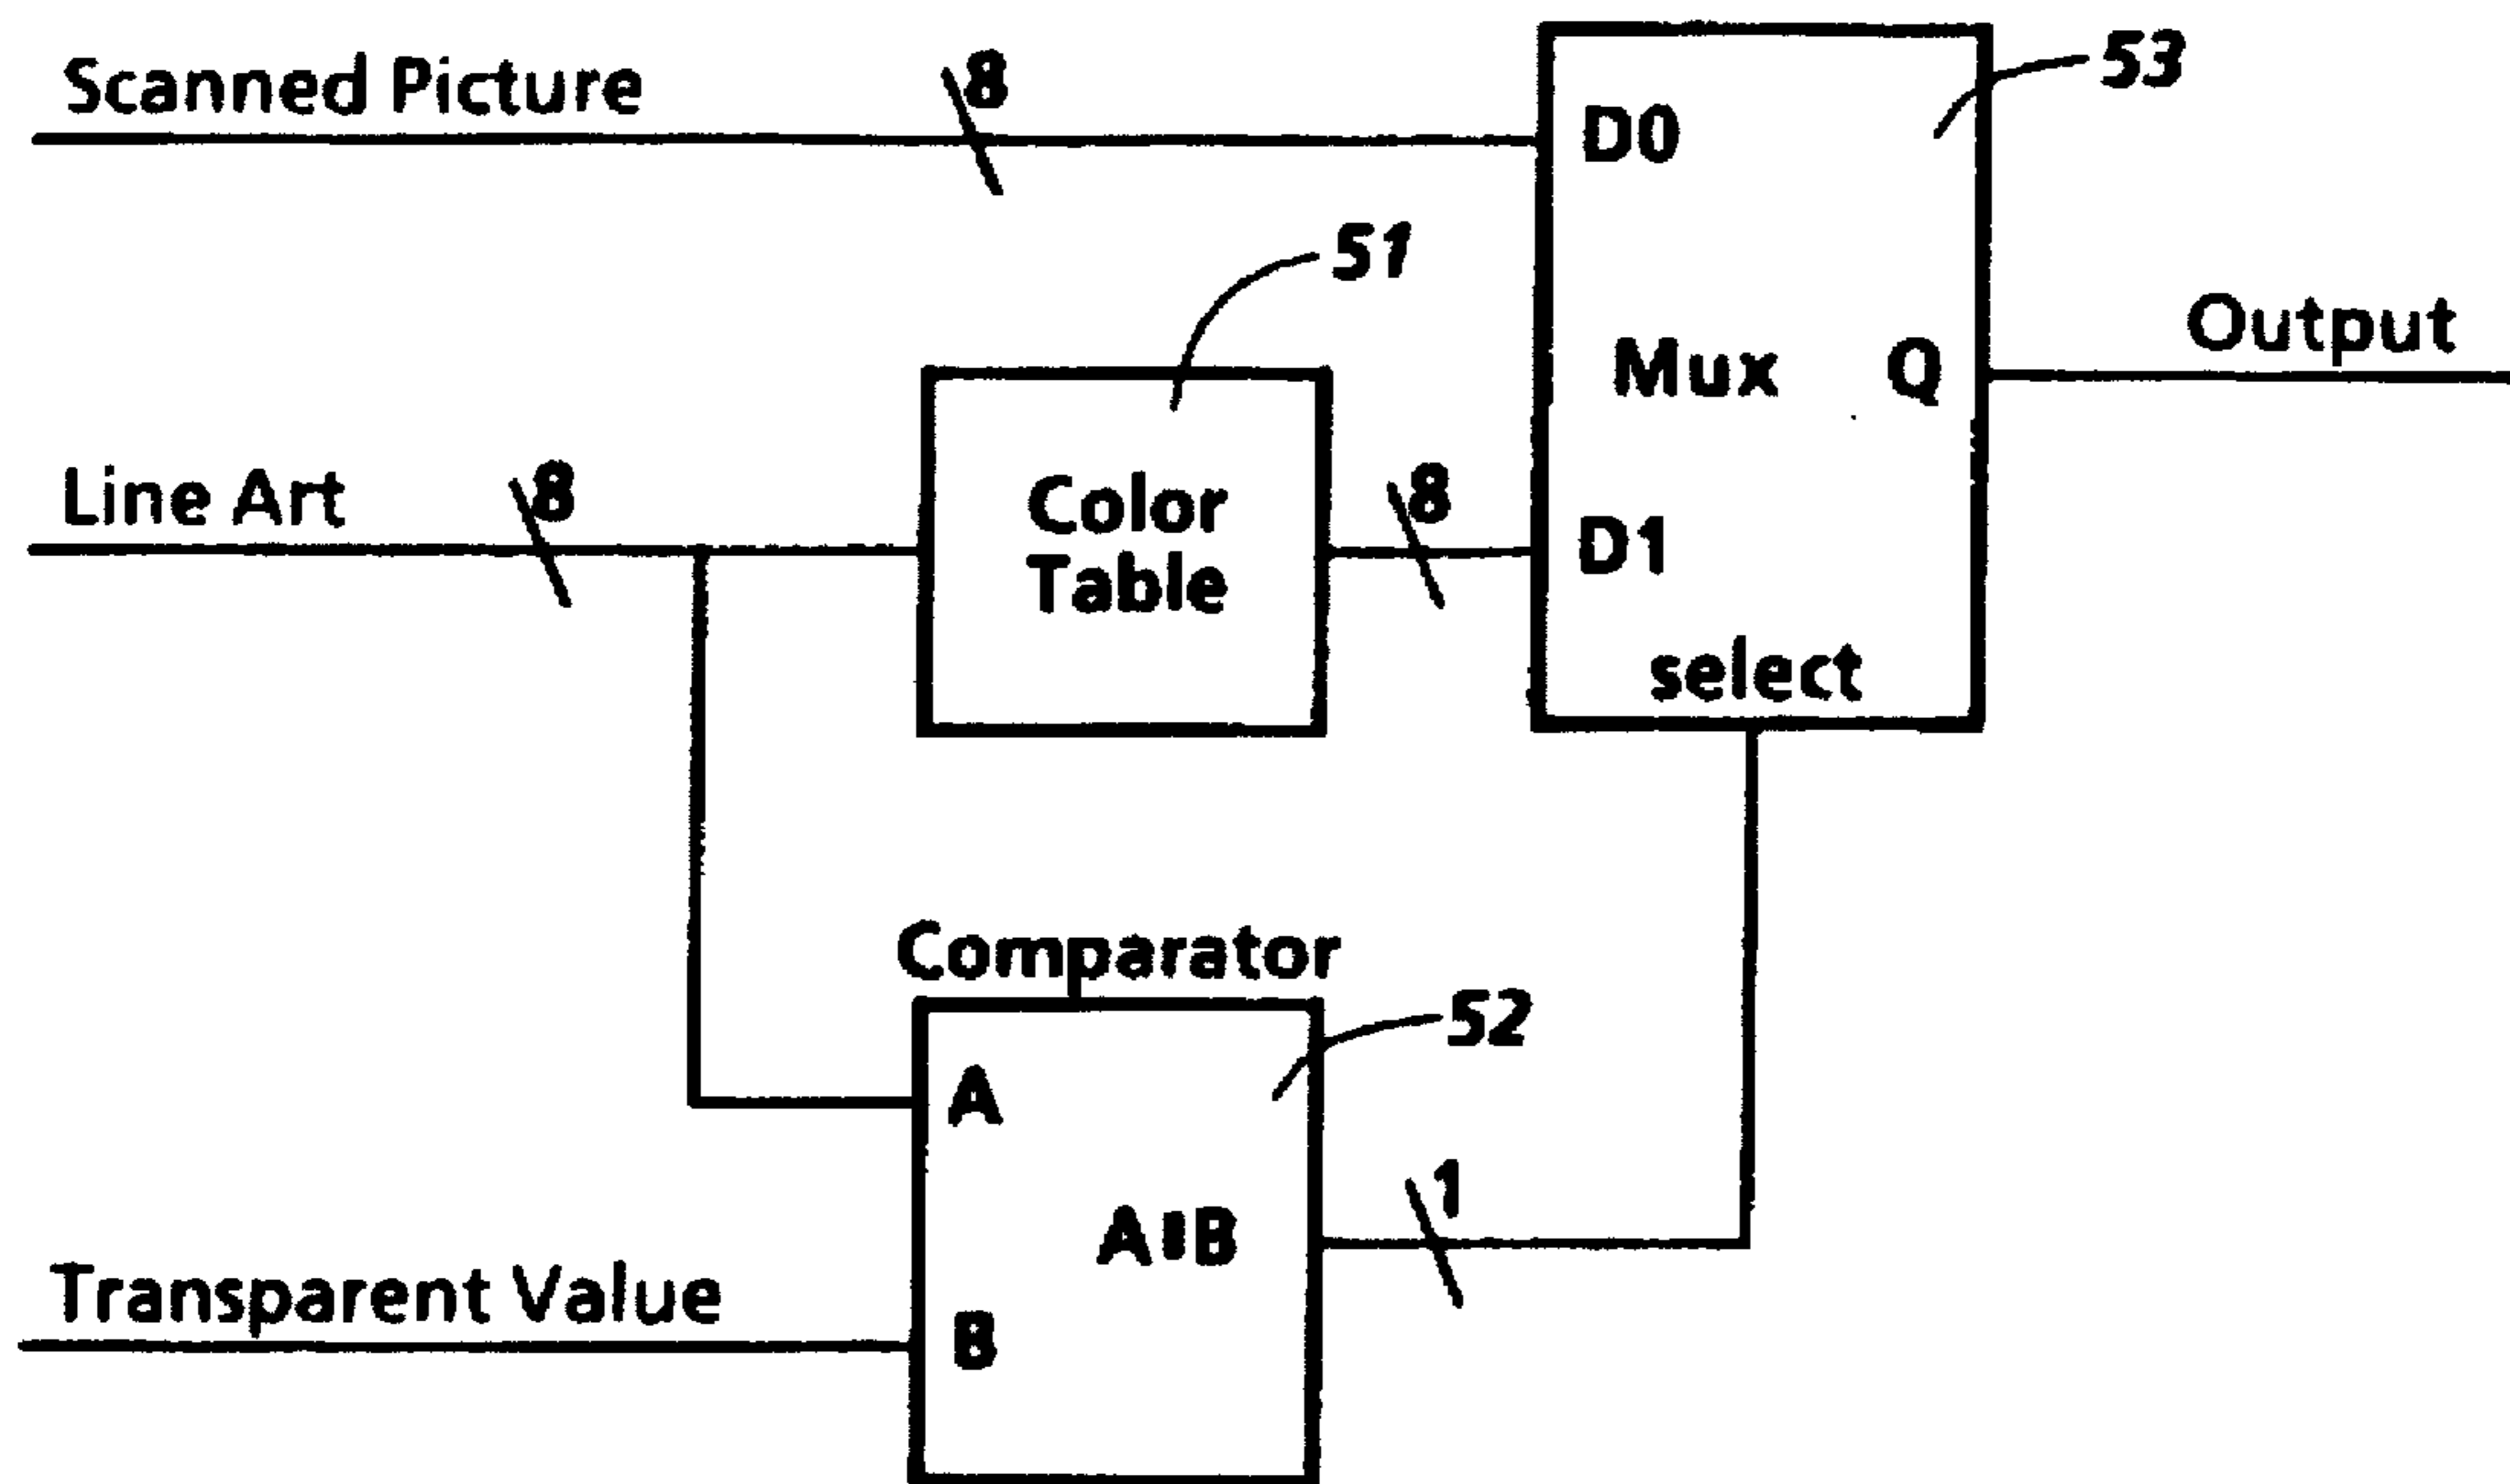 Scanned Picture
8
D0
53
51
Mux Q
Output
Line Art
8
Color
Table
8
D1
select
Comparator
52
A
1
Transparent Value
B